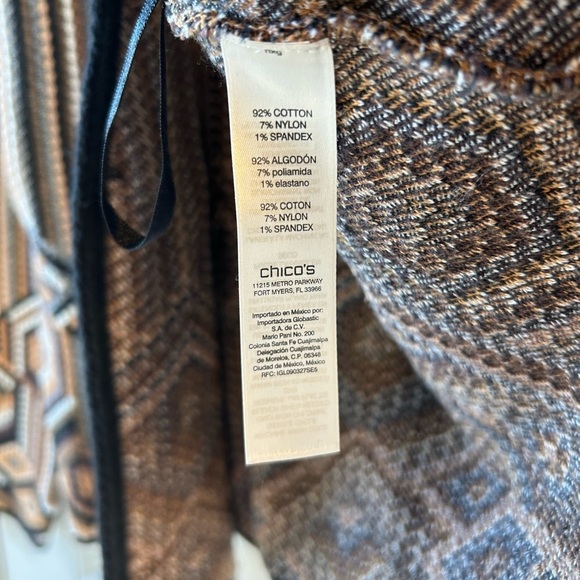 92% COTTON
7% NYLON
1% SPANDEX
92% ALGODÓN
7% poliamida
1% elastano
92% COTON
7% NYLON
1% SPANDEX
chico's
11215 METRO PARKWAY
FORT MYERS, FL 33966
Importado en México por:
Importadora Globastic
S.A. de C.V.
Mario Pani No. 200
Colonia Santa Fe Cuajimalpa
Delegación Cuajimalpa
de Morelos, C.P. 05348
Ciudad de México, México
RFC: IGL090327SE5